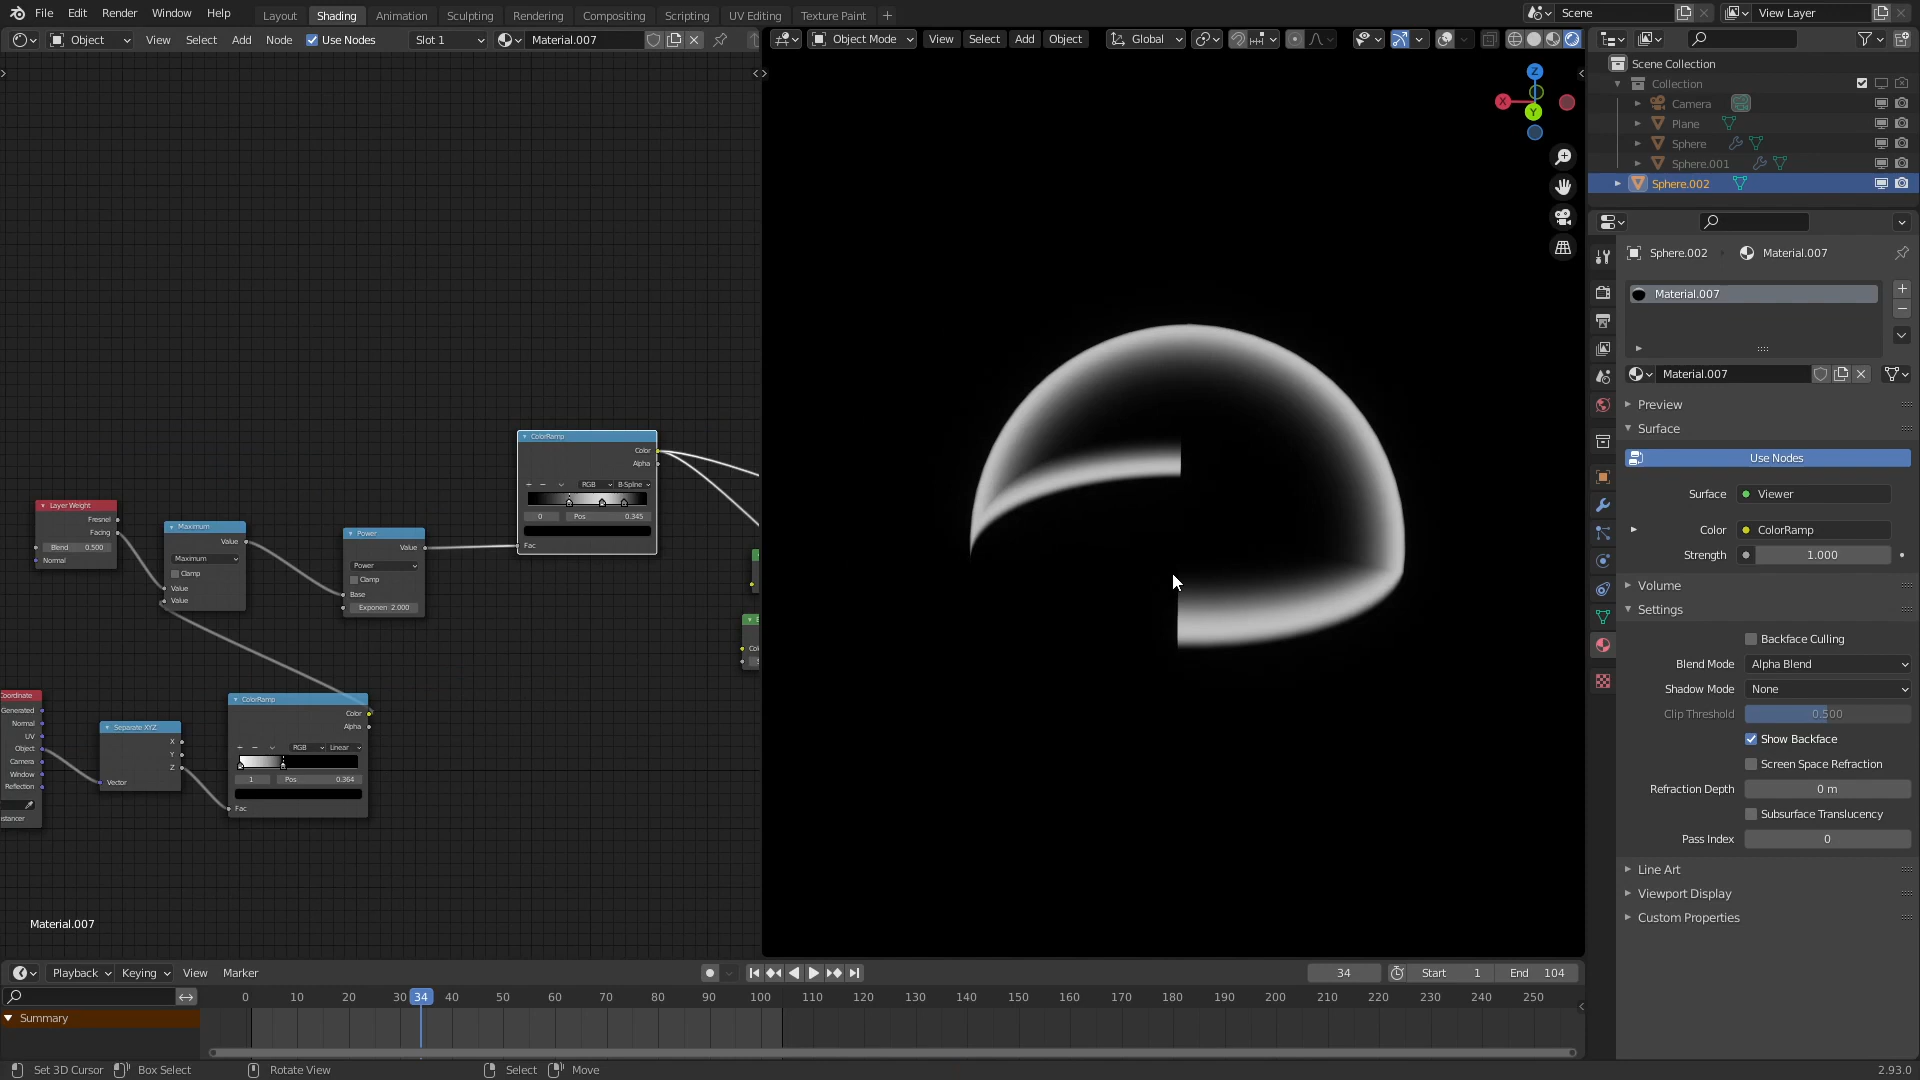 File Edit Render Window Help Layout Shading Animation Sculpting Rendering Compositing Scripting UV Editing Texture Paint + Scene View Layer
Object View Select Add Node Use Nodes Slot 1 Material.007
Object Mode View Select Add Object Global
Z
X
Y
Scene Collection
Collection
Camera
Plane
Sphere
Sphere.001
Sphere.002
Sphere.002 Material.007
Material.007
Material.007
Preview
Surface
Use Nodes
Surface Viewer
Color ColorRamp
Strength 1.000
Volume
Settings
Backface Culling
Blend Mode Alpha Blend
Shadow Mode None
Clip Threshold 0.500
Show Backface
Screen Space Refraction
Refraction Depth 0 m
Subsurface Translucency
Pass Index 0
Line Art
Viewport Display
Custom Properties
ColorRamp
Color
Alpha
RGB B-Spline
0 Pos 0.345
Fac
Layer Weight
Fresnel
Facing
Blend 0.500
Normal
Maximum
Value
Maximum
Clamp
Value
Value
Power
Value
Power
Clamp
Base
Exponen 2.000
Coordinate
Generated
Normal
UV
Object
Camera
Window
Reflection
stancer
Separate XYZ
X
Y
Z
Vector
ColorRamp
Color
Alpha
RGB Linear
1 Pos 0.364
Fac
Material.007
Playback Keying View Marker 34 Start 1 End 104
0 10 20 30 34 40 50 60 70 80 90 100 110 120 130 140 150 160 170 180 190 200 210 220 230 240 250
Summary
Set 3D Cursor Box Select Rotate View Select Move 2.93.0